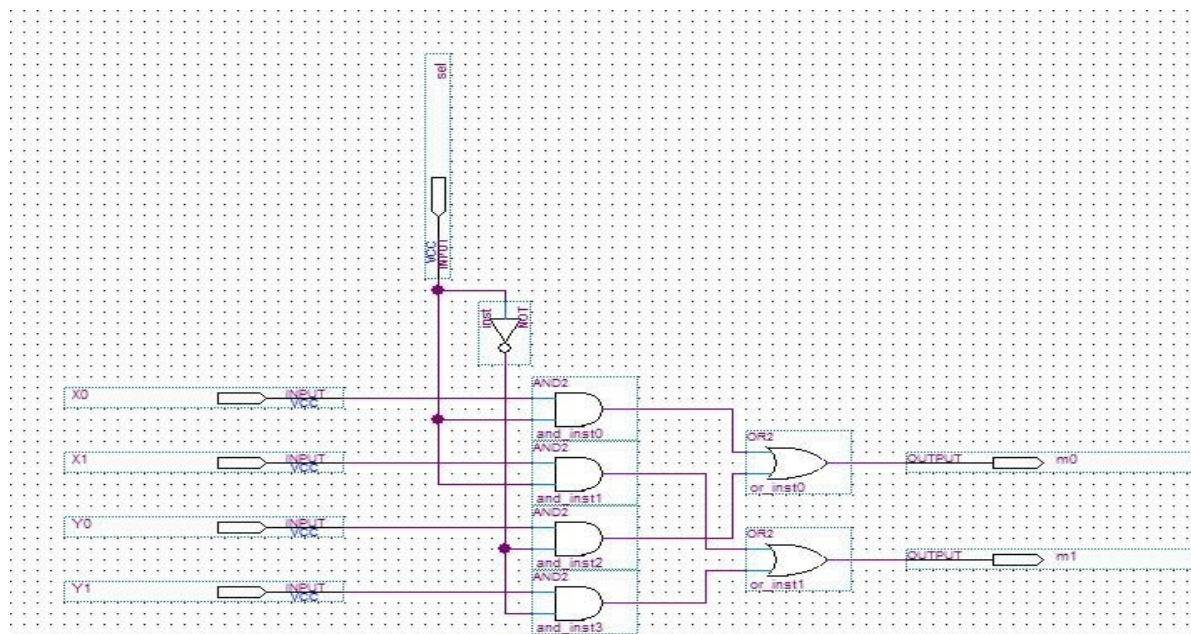 sel
VCC
INPUT
inst
NOT
X0
INPUT
VCC
AND2
and_inst0
X1
INPUT
VCC
AND2
and_inst1
Y0
INPUT
VCC
AND2
and_inst2
Y1
INPUT
VCC
AND2
and_inst3
OR2
or_inst0
OUTPUT
m0
OR2
or_inst1
OUTPUT
m1